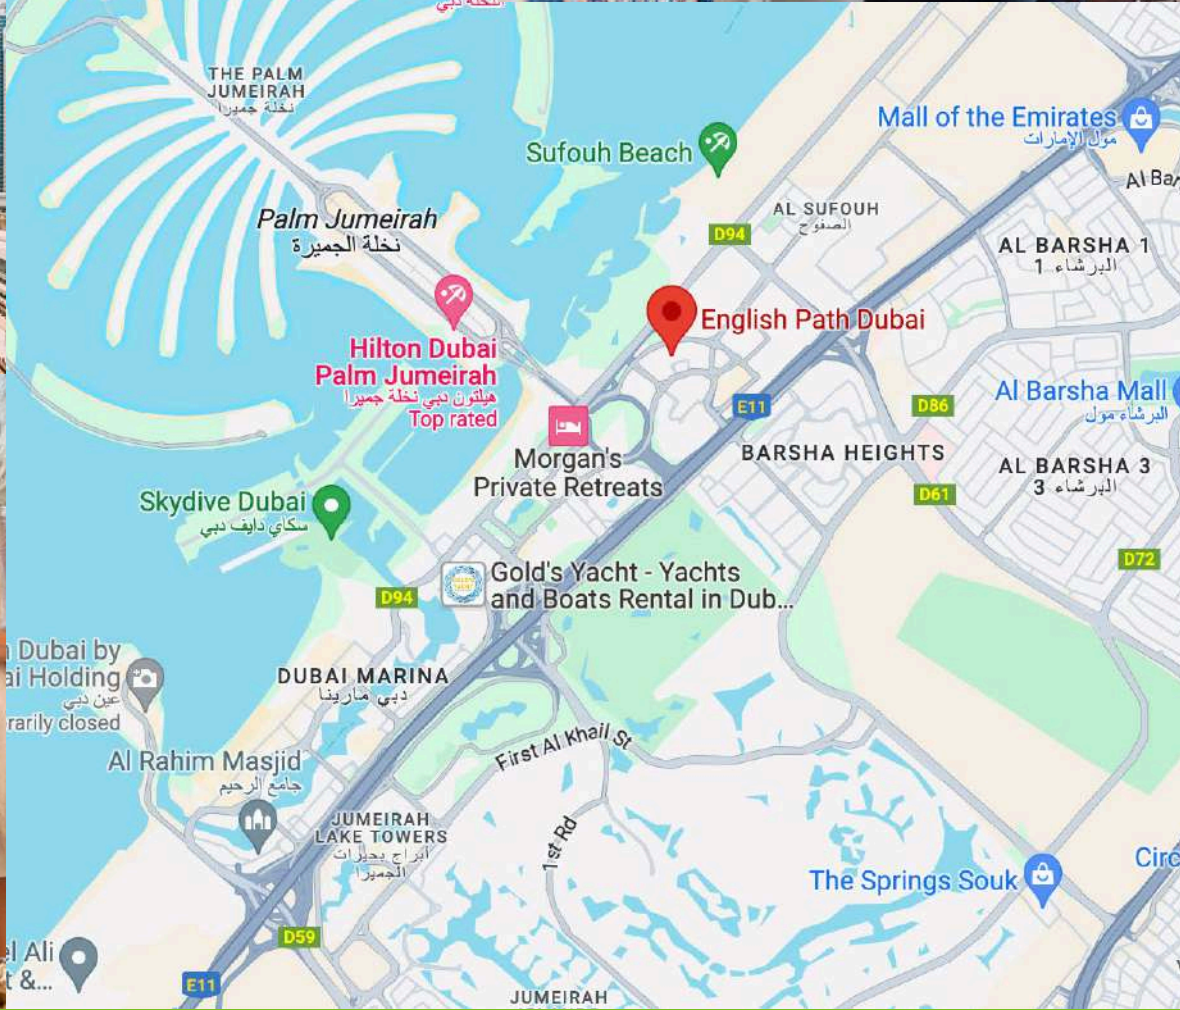 النخلة دبي
THE PALM
JUMEIRAH
نخلة جميرا
Mall of the Emirates
مول الإمارات
Sufouh Beach
Al Bar
AL SUFOUH
الصفوح
Palm Jumeirah
نخلة الجميرة
D94
AL BARSHA 1
البرشاء 1
English Path Dubai
Hilton Dubai
Palm Jumeirah
هيلتون دبي نخلة جميرا
Top rated
Al Barsha Mall
البرشاء مول
E11
D86
Morgan's
Private Retreats
BARSHA HEIGHTS
AL BARSHA 3
البرشاء 3
D61
Skydive Dubai
سكاي دايف دبي
D72
Gold's Yacht - Yachts
and Boats Rental in Dub...
D94
Dubai by
ai Holding
عين دبي
rarily closed
DUBAI MARINA
دبي مارينا
First Al Khail St
Al Rahim Masjid
جامع الرحيم
JUMEIRAH
LAKE TOWERS
أبراج بحيرات
الجميرا
1st Rd
Circ
The Springs Souk
D59
el Ali
t &...
E11
JUMEIRAH